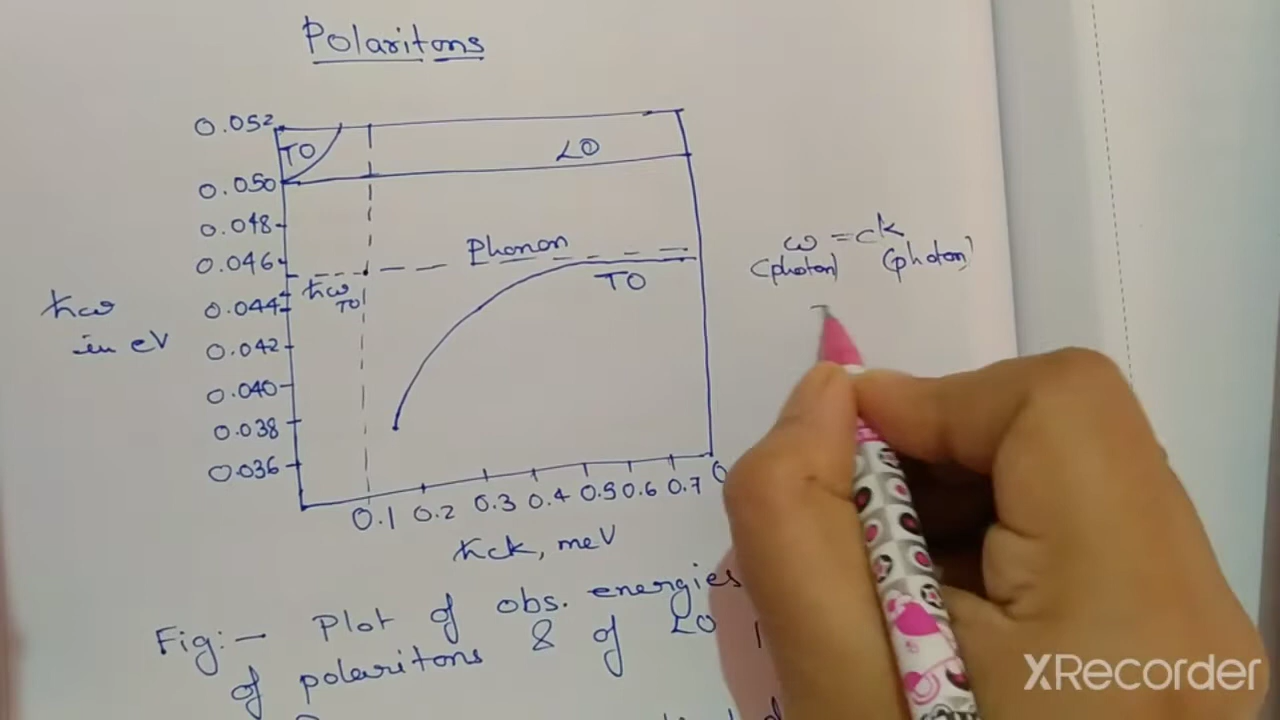 Polaritons
0.052
TO
LO
0.050
0.048
0.046
Phonon
ħω_TO
0.044
TO
ħω
in eV
0.042
0.040
0.038
0.036
0.1 0.2 0.3 0.4 0.5 0.6 0.7
ħck, meV
ω = ck
(photon) (photon)
Fig:- Plot of obs. energies
of polaritons & of LO
XRecorder